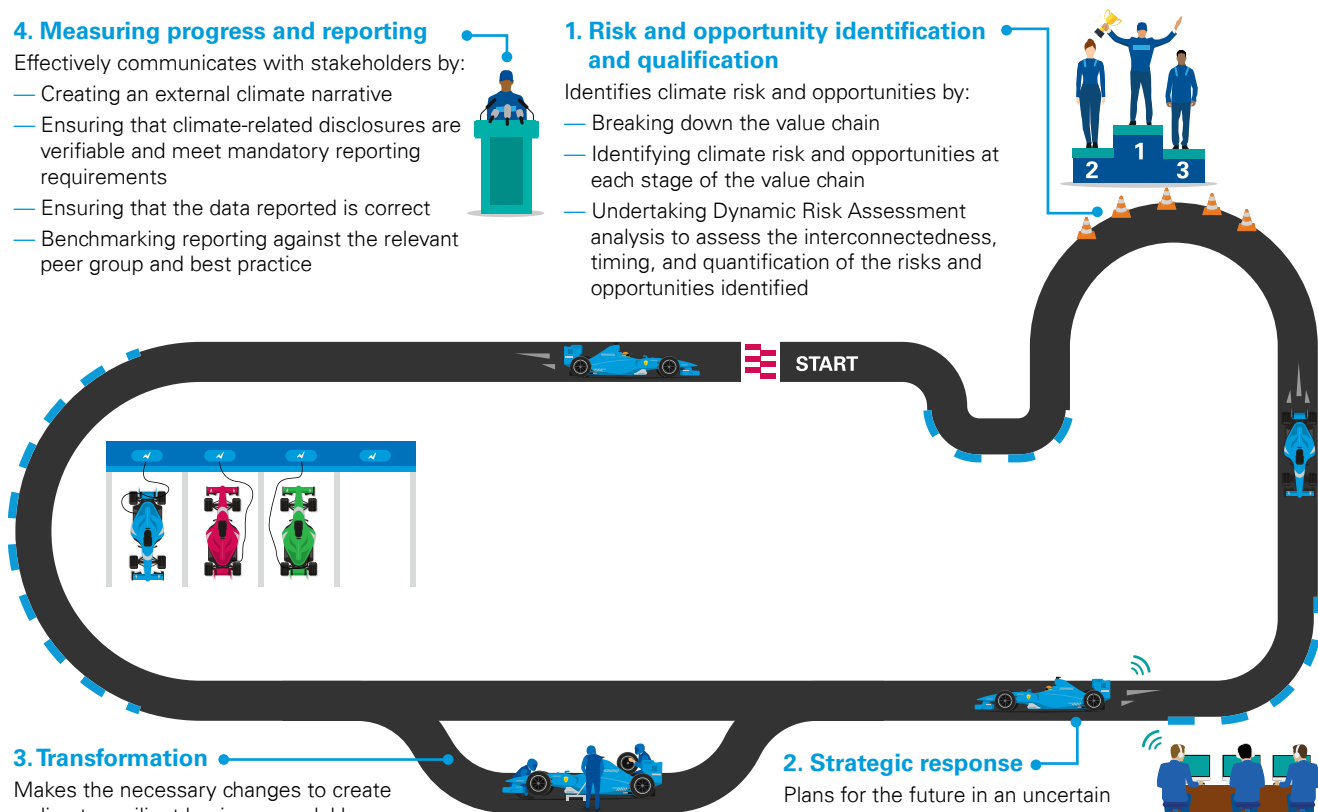 4. Measuring progress and reporting
Effectively communicates with stakeholders by:
— Creating an external climate narrative
— Ensuring that climate-related disclosures are
verifiable and meet mandatory reporting
requirements
— Ensuring that the data reported is correct
— Benchmarking reporting against the relevant
peer group and best practice
1. Risk and opportunity identification
and qualification
Identifies climate risk and opportunities by:
— Breaking down the value chain
— Identifying climate risk and opportunities at
each stage of the value chain
— Undertaking Dynamic Risk Assessment
analysis to assess the interconnectedness,
timing, and quantification of the risks and
opportunities identified
1
2
3
START
3. Transformation
Makes the necessary changes to create
2. Strategic response
Plans for the future in an uncertain